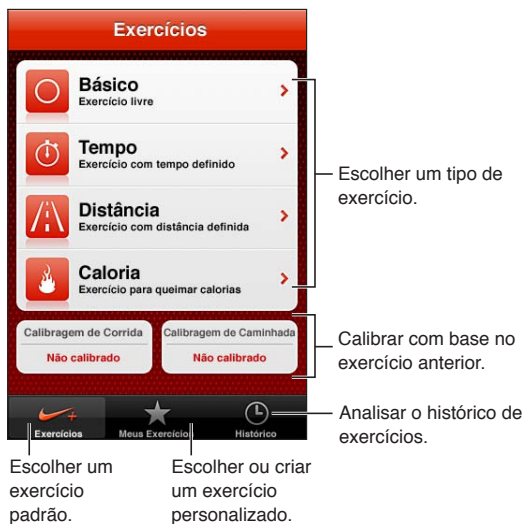 Exercícios
Básico
Exercício livre
Tempo
Exercício com tempo definido
Distância
Exercício com distância definida
Caloria
Exercício para queimar calorias
Escolher um tipo de
exercício.
Calibragem de Corrida
Não calibrado
Calibragem de Caminhada
Não calibrado
Calibrar com base no
exercício anterior.
Exercícios
Meus Exercícios
Histórico
Analisar o histórico de
exercícios.
Escolher um
exercício
padrão.
Escolher ou criar
um exercício
personalizado.